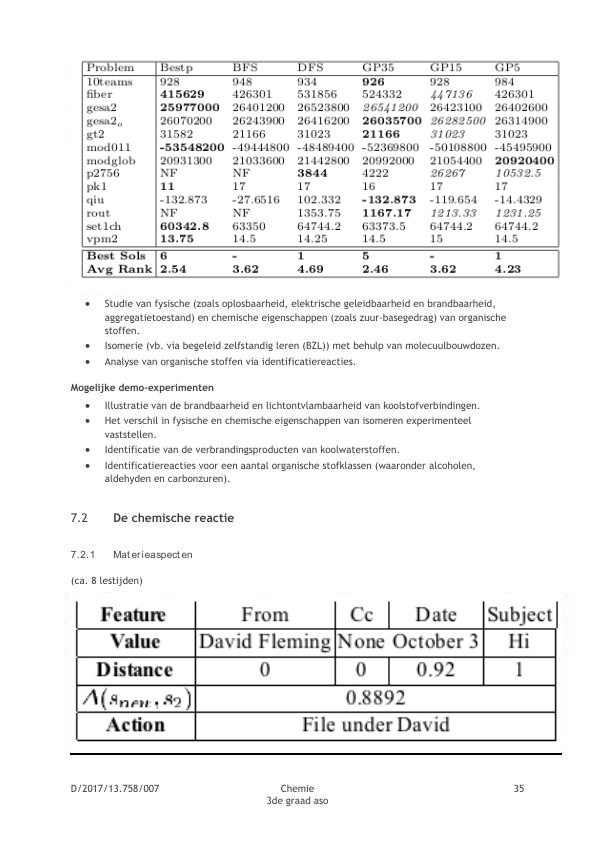 Problem Bestp BFS DFS GP35 GP15 GP5
10teams 928 948 934 926 928 984
fiber 415629 426301 531856 524332 447136 426301
gesa2 25977000 26401200 26523800 26541200 26423100 26402600
gesa2o 26070200 26243900 26416200 26035700 26282500 26314900
gt2 31582 21166 31023 21166 31023 31023
mod011 -53548200 -49444800 -48489400 -52369800 -50108800 -45495900
modglob 20931300 21033600 21442800 20992000 21054400 20920400
p2756 NF NF 3844 4222 26267 10532.5
pk1 11 17 17 16 17 17
qiu -132.873 -27.6516 102.332 -132.873 -119.654 -14.4329
rout NF NF 1353.75 1167.17 1213.33 1231.25
set1ch 60342.8 63350 64744.2 63373.5 64744.2 64744.2
vpm2 13.75 14.5 14.25 14.5 15 14.5
Best Sols 6 - 1 5 - 1
Avg Rank 2.54 3.62 4.69 2.46 3.62 4.23
• Studie van fysische (zoals oplosbaarheid, elektrische geleidbaarheid en brandbaarheid,
aggregatietoestand) en chemische eigenschappen (zoals zuur-basegedrag) van organische
stoffen.
• Isomerie (vb. via begeleid zelfstandig leren (BZL)) met behulp van molecuulbouwdozen.
• Analyse van organische stoffen via identificatiereacties.
Mogelijke demo-experimenten
• Illustratie van de brandbaarheid en lichtontvlambaarheid van koolstofverbindingen.
• Het verschil in fysische en chemische eigenschappen van isomeren experimenteel
vaststellen.
• Identificatie van de verbrandingsproducten van koolwaterstoffen.
• Identificatiereacties voor een aantal organische stofklassen (waaronder alcoholen,
aldehyden en carbonzuren).
7.2 De chemische reactie
7.2.1 Materieaspecten
(ca. 8 lestijden)
Feature From Cc Date Subject
Value David Fleming None October 3 Hi
Distance 0 0 0.92 1
Λ(snew, s2) 0.8892
Action File under David
D/2017/13.758/007 Chemie 35
3de graad aso